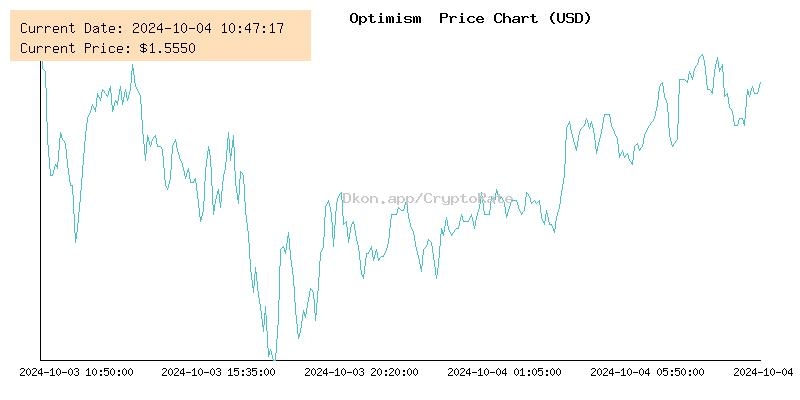 Optimism Price Chart (USD)
Current Date: 2024-10-04 10:47:17
Current Price: $1.5550
Dkon.app/CryptoRate
2024-10-03 10:50:00 2024-10-03 15:35:00 2024-10-03 20:20:00 2024-10-04 01:05:00 2024-10-04 05:50:00 2024-10-04